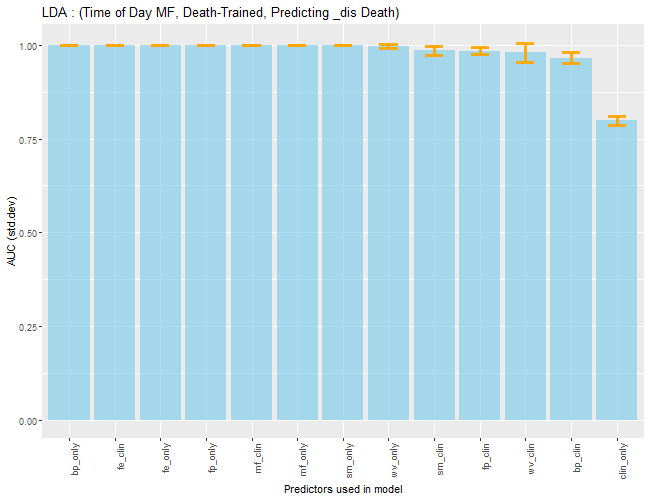 LDA : (Time of Day MF, Death-Trained, Predicting _dis Death)
AUC (std.dev)
1.00
0.75
0.50
0.25
0.00
bp_only
fe_clin
fe_only
fp_only
mf_clin
mf_only
sm_only
wv_only
sm_clin
fp_clin
wv_clin
bp_clin
clin_only
Predictors used in model